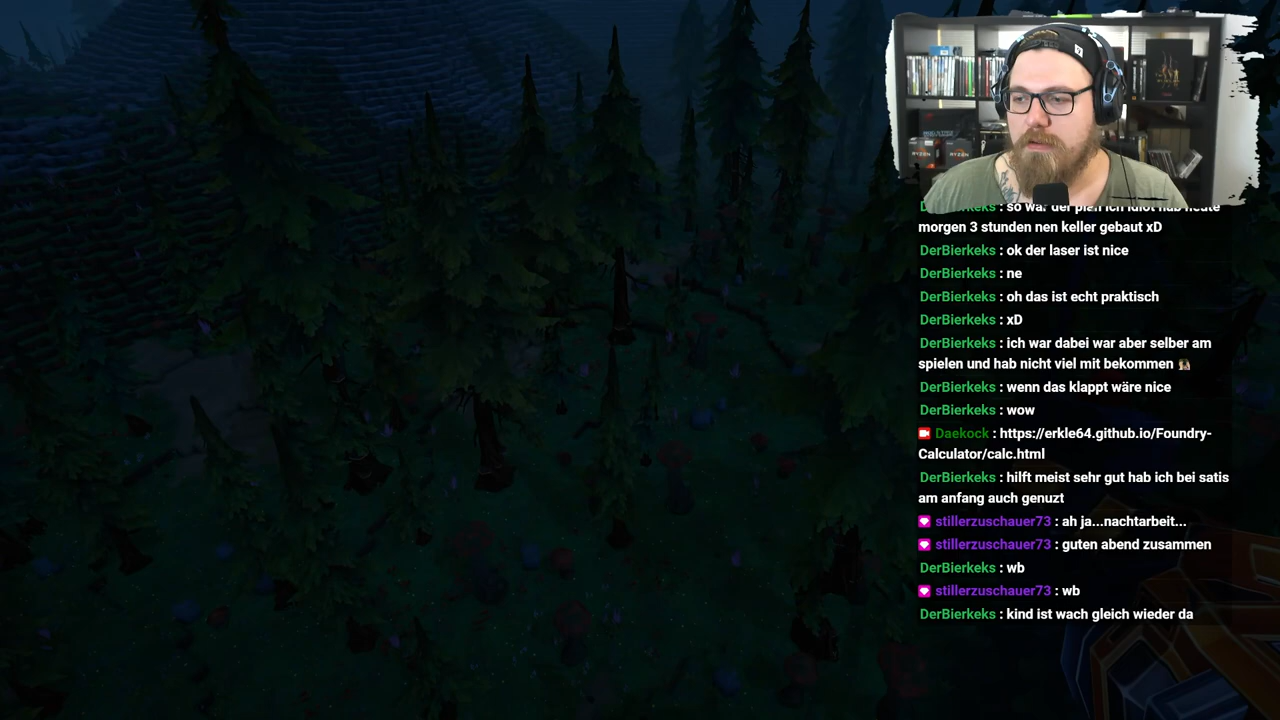 DerBierkeks : so war der plan ich idiot hab heute
morgen 3 stunden nen keller gebaut xD
DerBierkeks : ok der laser ist nice
DerBierkeks : ne
DerBierkeks : oh das ist echt praktisch
DerBierkeks : xD
DerBierkeks : ich war dabei war aber selber am
spielen und hab nicht viel mit bekommen
DerBierkeks : wenn das klappt wäre nice
DerBierkeks : wow
Daekock : https://erkle64.github.io/Foundry-
Calculator/calc.html
DerBierkeks : hilft meist sehr gut hab ich bei satis
am anfang auch genuzt
stillerzuschauer73 : ah ja...nachtarbeit...
stillerzuschauer73 : guten abend zusammen
DerBierkeks : wb
stillerzuschauer73 : wb
DerBierkeks : kind ist wach gleich wieder da
RYZEN
RYZEN